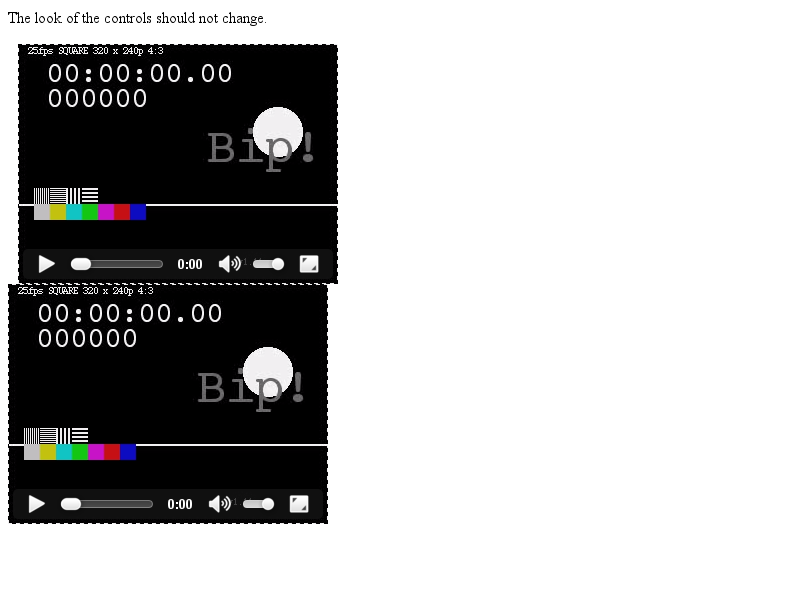 The look of the controls should not change.
25fps SQUARE 320 x 240p 4:3
00:00:00.00
000000
Bip!
0:00
25fps SQUARE 320 x 240p 4:3
00:00:00.00
000000
Bip!
0:00